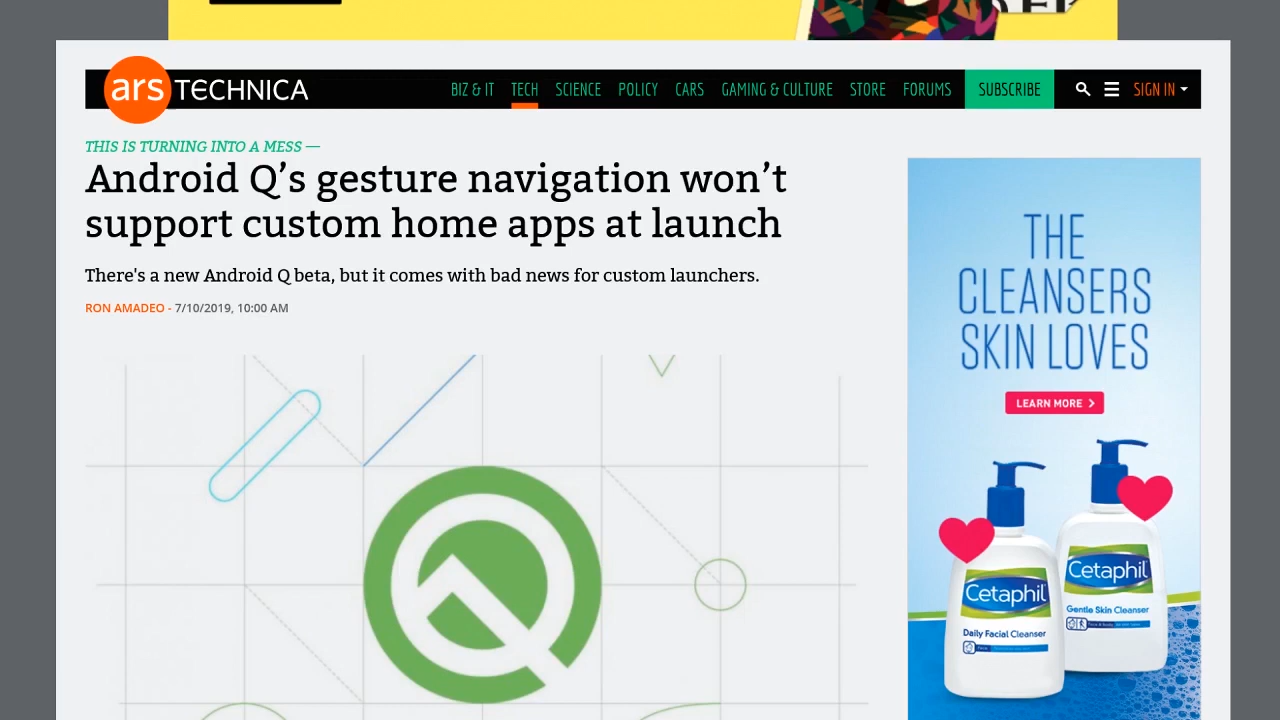 ars TECHNICA
BIZ & IT TECH SCIENCE POLICY CARS GAMING & CULTURE STORE FORUMS SUBSCRIBE SIGN IN
THIS IS TURNING INTO A MESS —
Android Q’s gesture navigation won’t
support custom home apps at launch
There's a new Android Q beta, but it comes with bad news for custom launchers.
RON AMADEO - 7/10/2019, 10:00 AM
THE
CLEANSERS
SKIN LOVES
LEARN MORE
Cetaphil
Gentle Skin Cleanser
Cetaphil
Daily Facial Cleanser